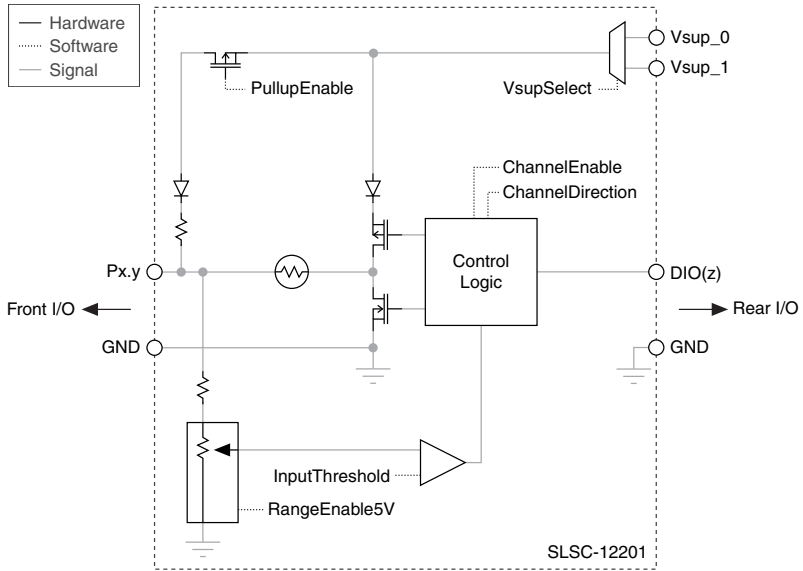 Hardware
Software
Signal
Vsup_0
Vsup_1
PullupEnable
VsupSelect
ChannelEnable
ChannelDirection
Control
Logic
Px.y
DIO(z)
Front I/O
Rear I/O
GND
GND
InputThreshold
RangeEnable5V
SLSC-12201